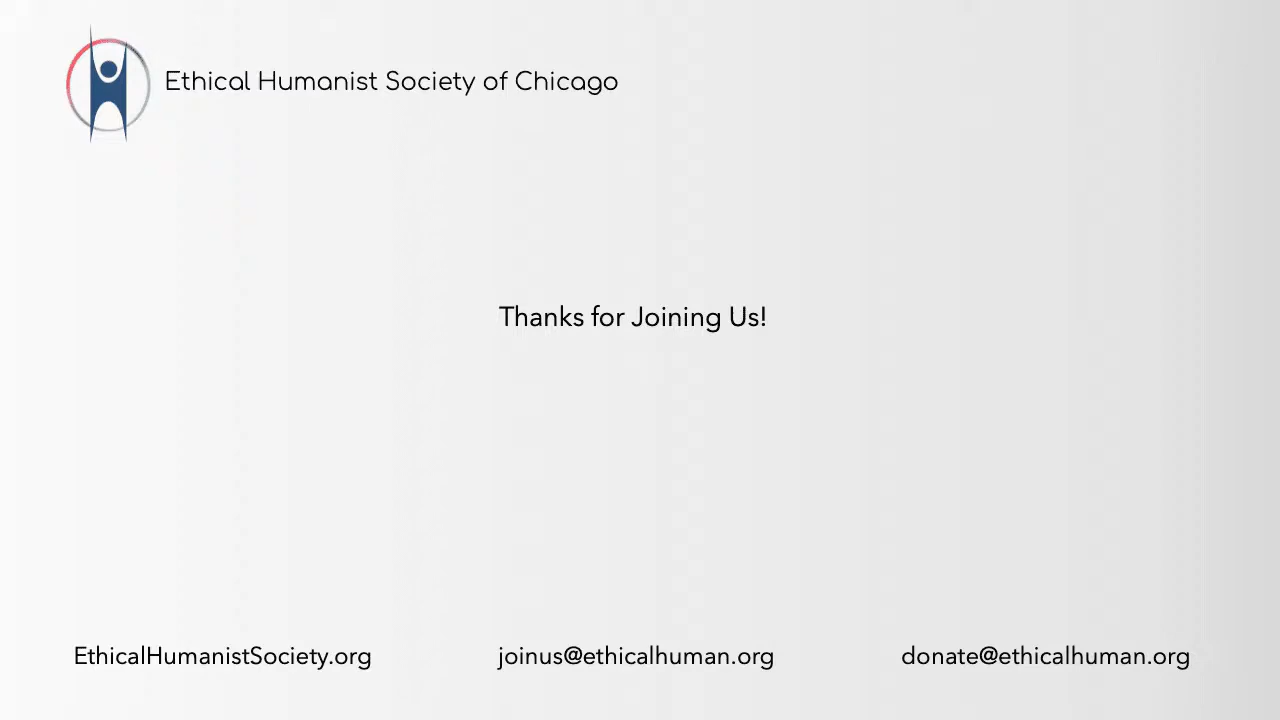 Ethical Humanist Society of Chicago
Thanks for Joining Us!
EthicalHumanistSociety.org
joinus@ethicalhuman.org
donate@ethicalhuman.org